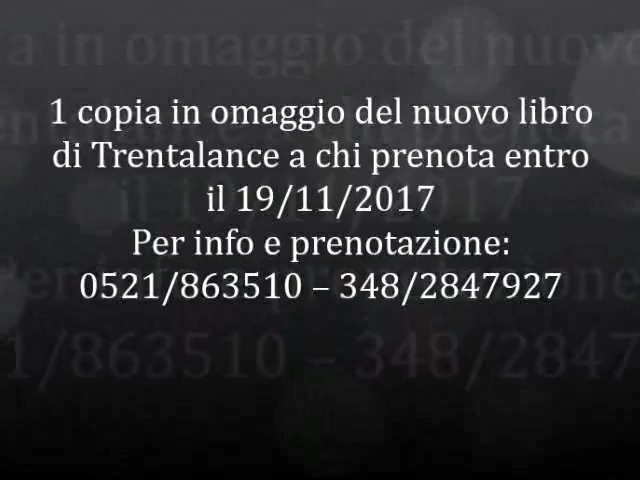 1 copia in omaggio del nuovo libro
di Trentalance a chi prenota entro
il 19/11/2017
Per info e prenotazione:
0521/863510 – 348/2847927